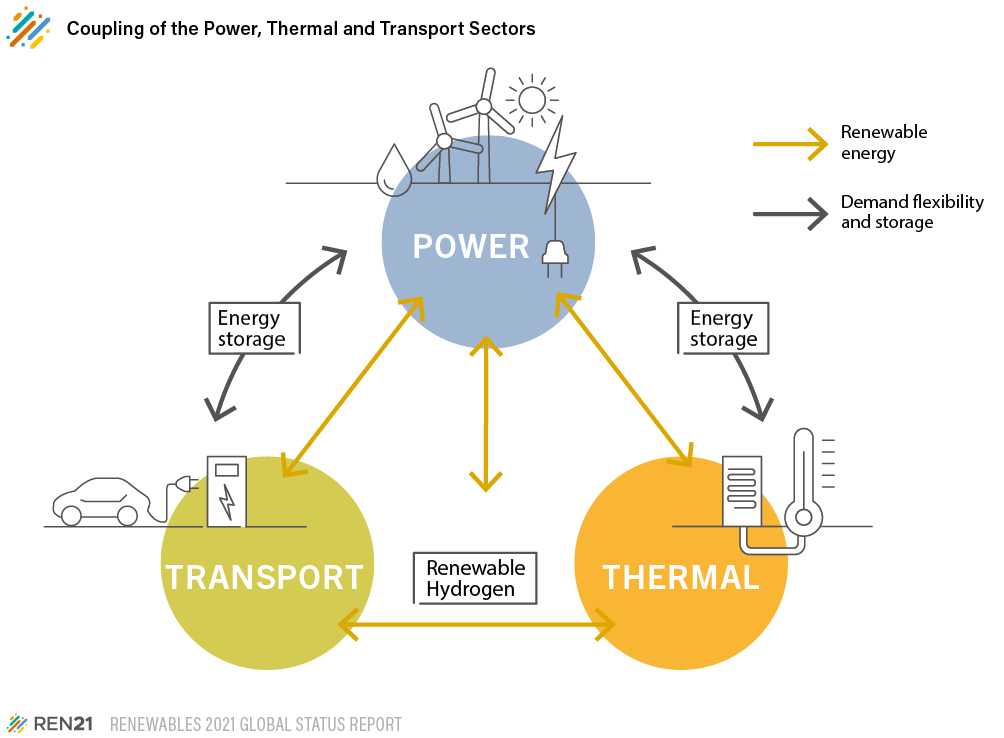 Coupling of the Power, Thermal and Transport Sectors
Renewable
energy
Demand flexibility
and storage
POWER
Energy
storage
Energy
storage
TRANSPORT
Renewable
Hydrogen
THERMAL
REN21 RENEWABLES 2021 GLOBAL STATUS REPORT